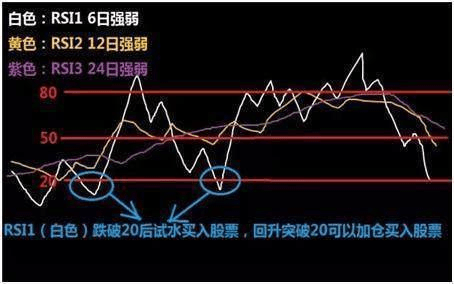 白色：RSI1 6日强弱
黄色：RSI2 12日强弱
紫色：RSI3 24日强弱
80
50
20
RSI1（白色）跌破20后试水买入股票，回升突破20可以加仓买入股票